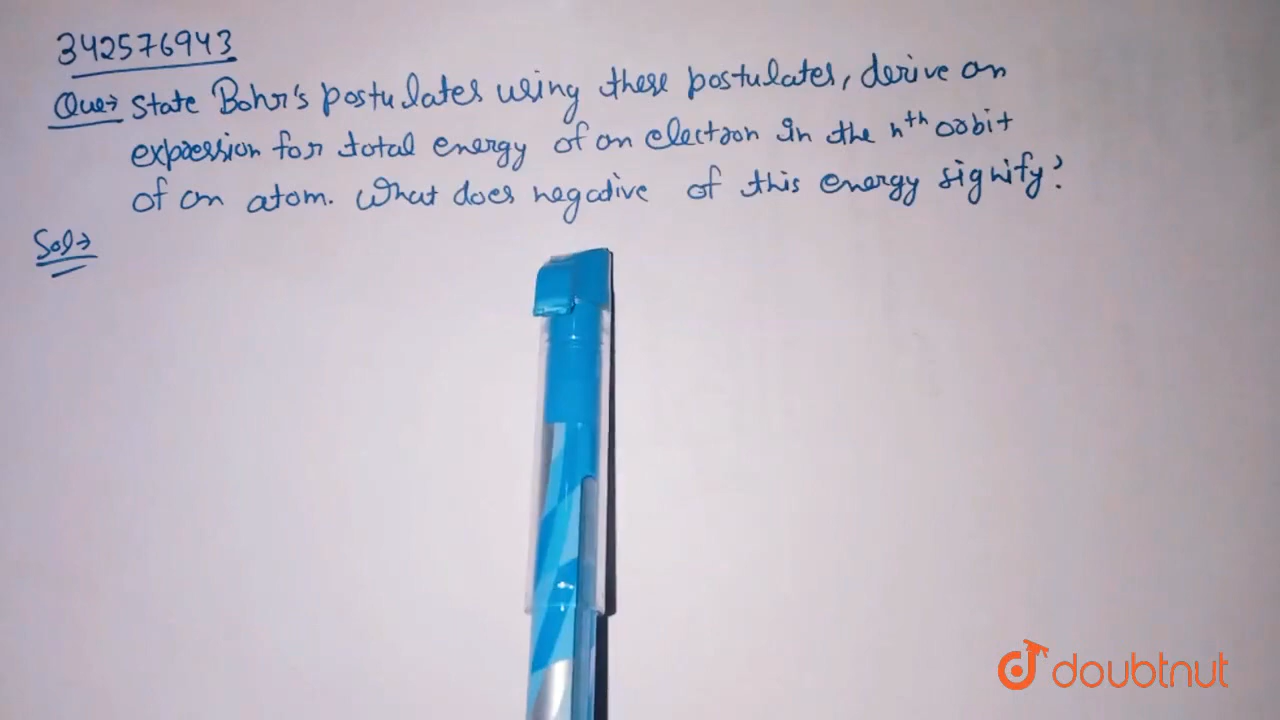 342576943
Que→ State Bohr's postulates using these postulates, derive an
expression for total energy of an electron in the nth orbit
of an atom. What does negative of this energy signify?
Sol→
doubtnut